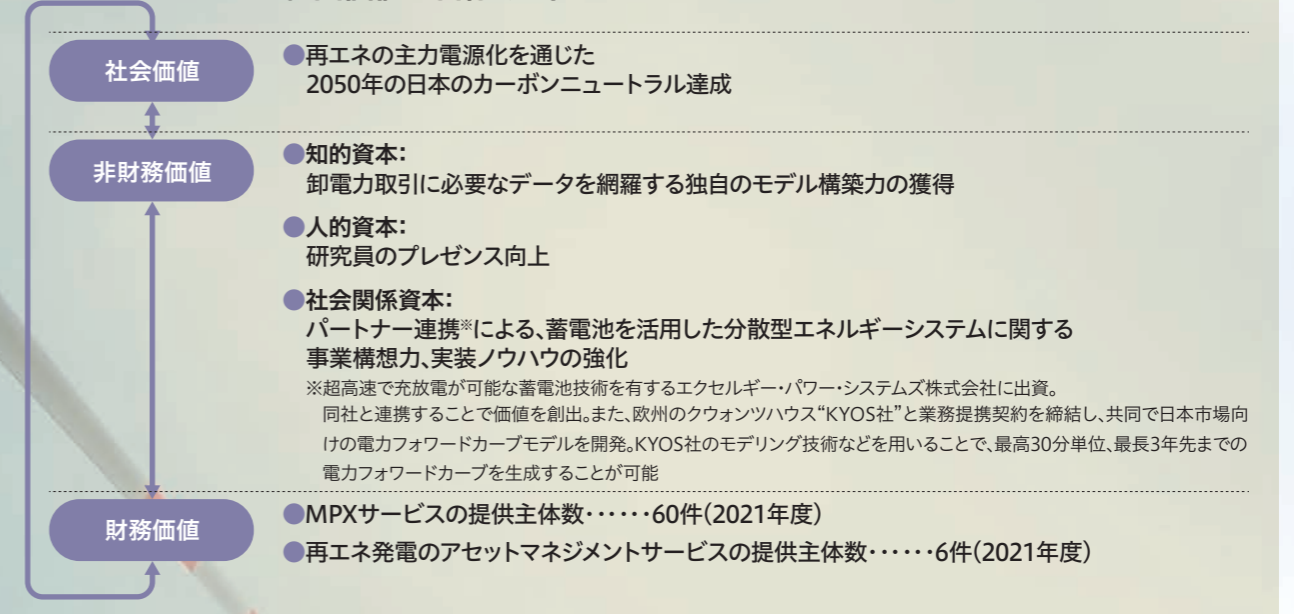 社会価値
●再エネの主力電源化を通じた
2050年の日本のカーボンニュートラル達成
非財務価値
●知的資本：
卸電力取引に必要なデータを網羅する独自のモデル構築力の獲得
●人的資本：
研究員のプレゼンス向上
●社会関係資本：
パートナー連携※による、蓄電池を活用した分散型エネルギーシステムに関する
事業構想力、実装ノウハウの強化
※超高速で充放電が可能な蓄電池技術を有するエクセルギー・パワー・システムズ株式会社に出資。
同社と連携することで価値を創出。また、欧州のクウォンツハウス“KYOS社”と業務提携契約を締結し、共同で日本市場向
けの電力フォワードカーブモデルを開発。KYOS社のモデリング技術などを用いることで、最高30分単位、最長3年先までの
電力フォワードカーブを生成することが可能
財務価値
●MPXサービスの提供主体数・・・・・・60件（2021年度）
●再エネ発電のアセットマネジメントサービスの提供主体数・・・・・・6件（2021年度）